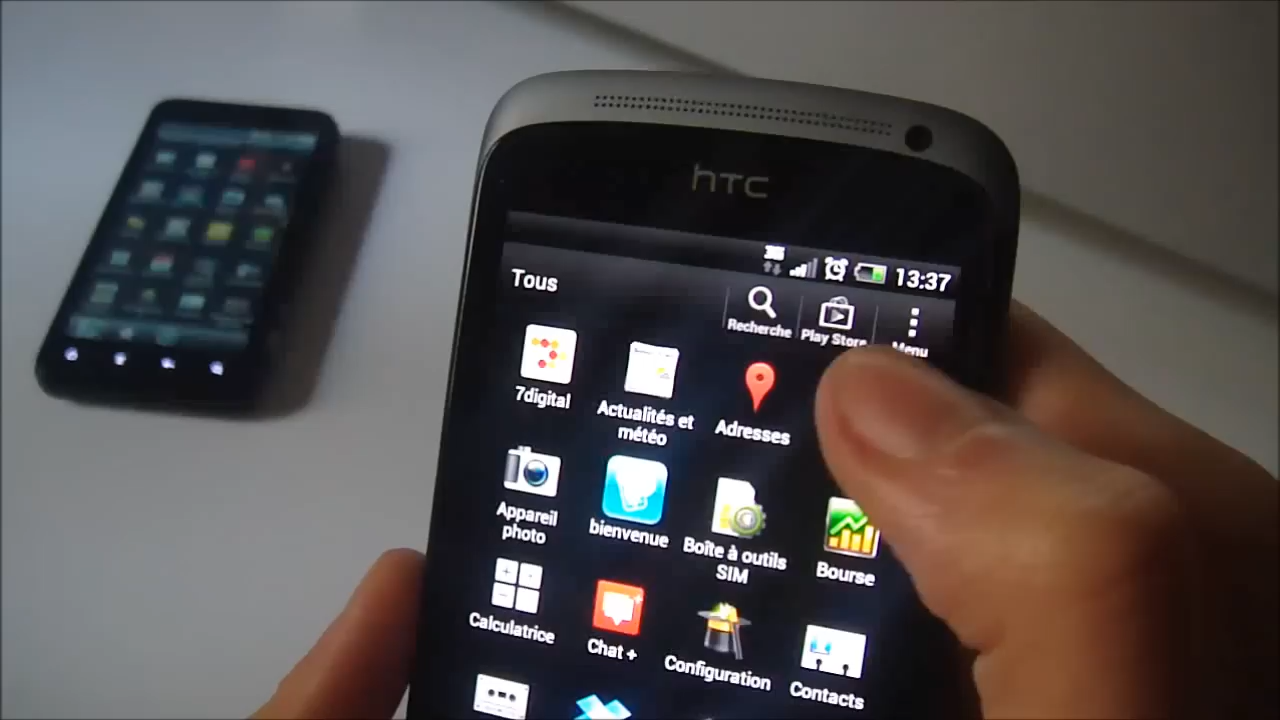 hTC
3G
13:37
Tous
Recherche
Play Store
Menu
7digital
Actualités et
météo
Adresses
Appareil
photo
bienvenue
Boîte à outils
SIM
Bourse
Calculatrice
Chat +
Configuration
Contacts